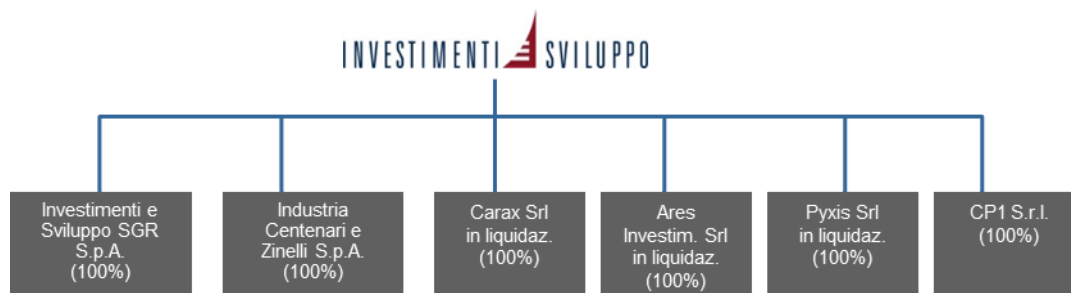 INVESTIMENTI SVILUPPO
Investimenti e
Sviluppo SGR
S.p.A.
(100%)
Industria
Centenari e
Zinelli S.p.A.
(100%)
Carax Srl
in liquidaz.
(100%)
Ares
Investim. Srl
in liquidaz.
(100%)
Pyxis Srl
in liquidaz.
(100%)
CP1 S.r.l.
(100%)